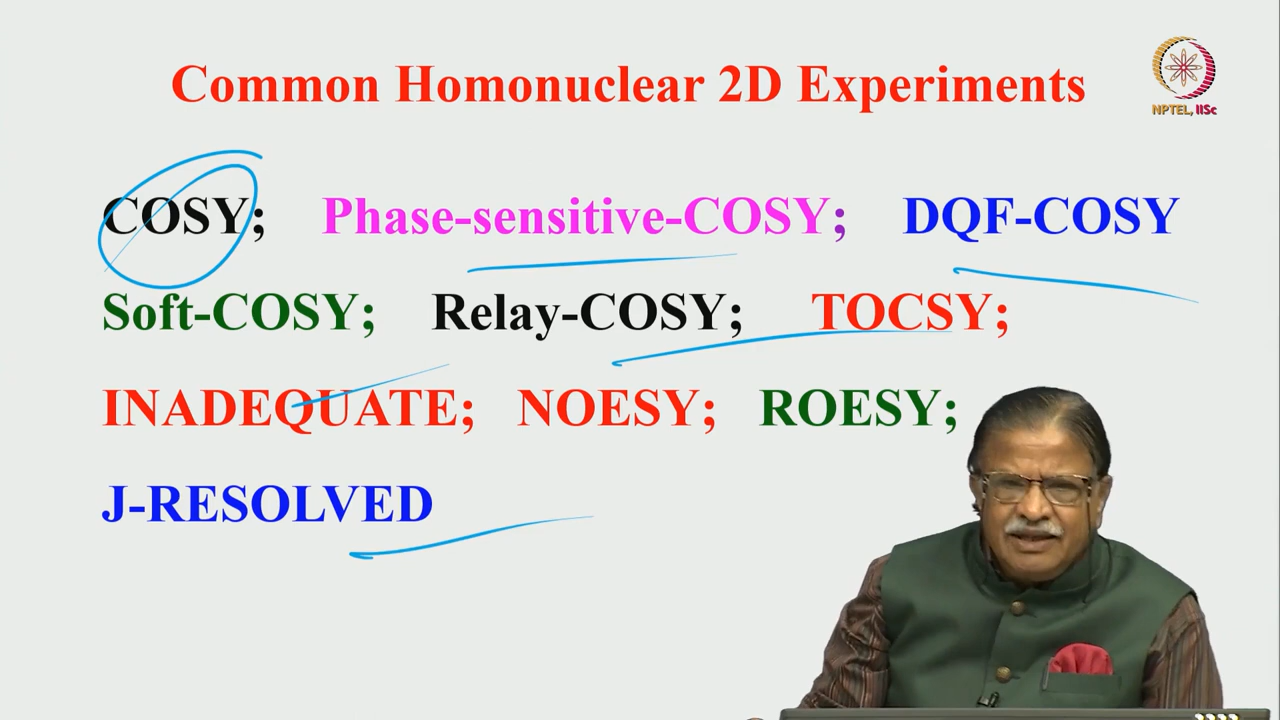 Common Homonuclear 2D Experiments
NPTEL, IISc
COSY; Phase-sensitive-COSY; DQF-COSY
Soft-COSY; Relay-COSY; TOCSY;
INADEQUATE; NOESY; ROESY;
J-RESOLVED